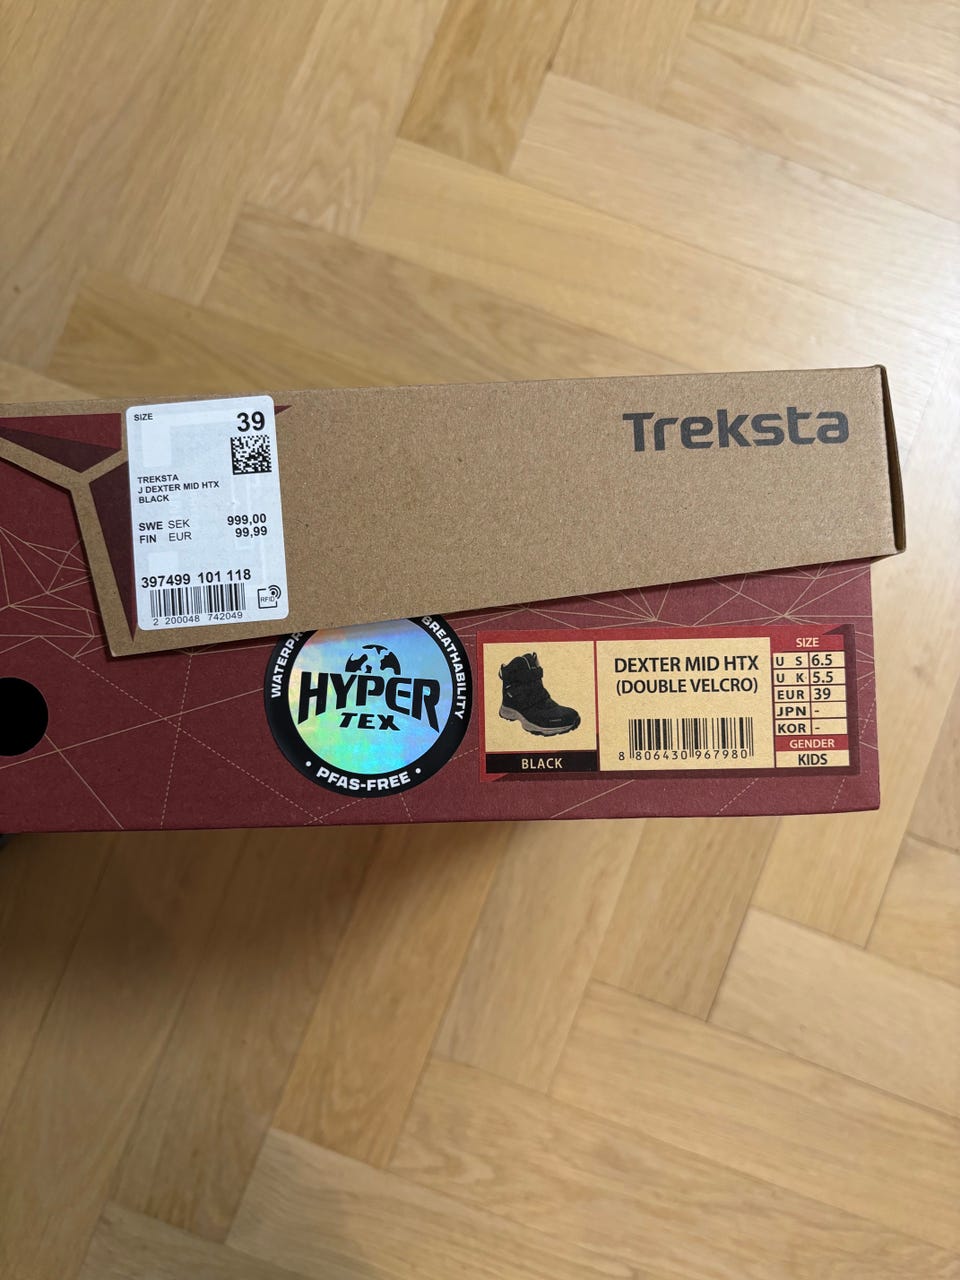 SIZE 39
Treksta
TREKSTA
J DEXTER MID HTX
BLACK
SWE SEK 999,00
FIN EUR 99,99
397499 101 118
RFID
2 200048 742049
BREATHABILITY
HYPER
TEX
• PFAS-FREE •
BLACK
DEXTER MID HTX
(DOUBLE VELCRO)
8 806430 967980
SIZE
U S 6.5
U K 5.5
EUR 39
JPN -
KOR -
GENDER
KIDS